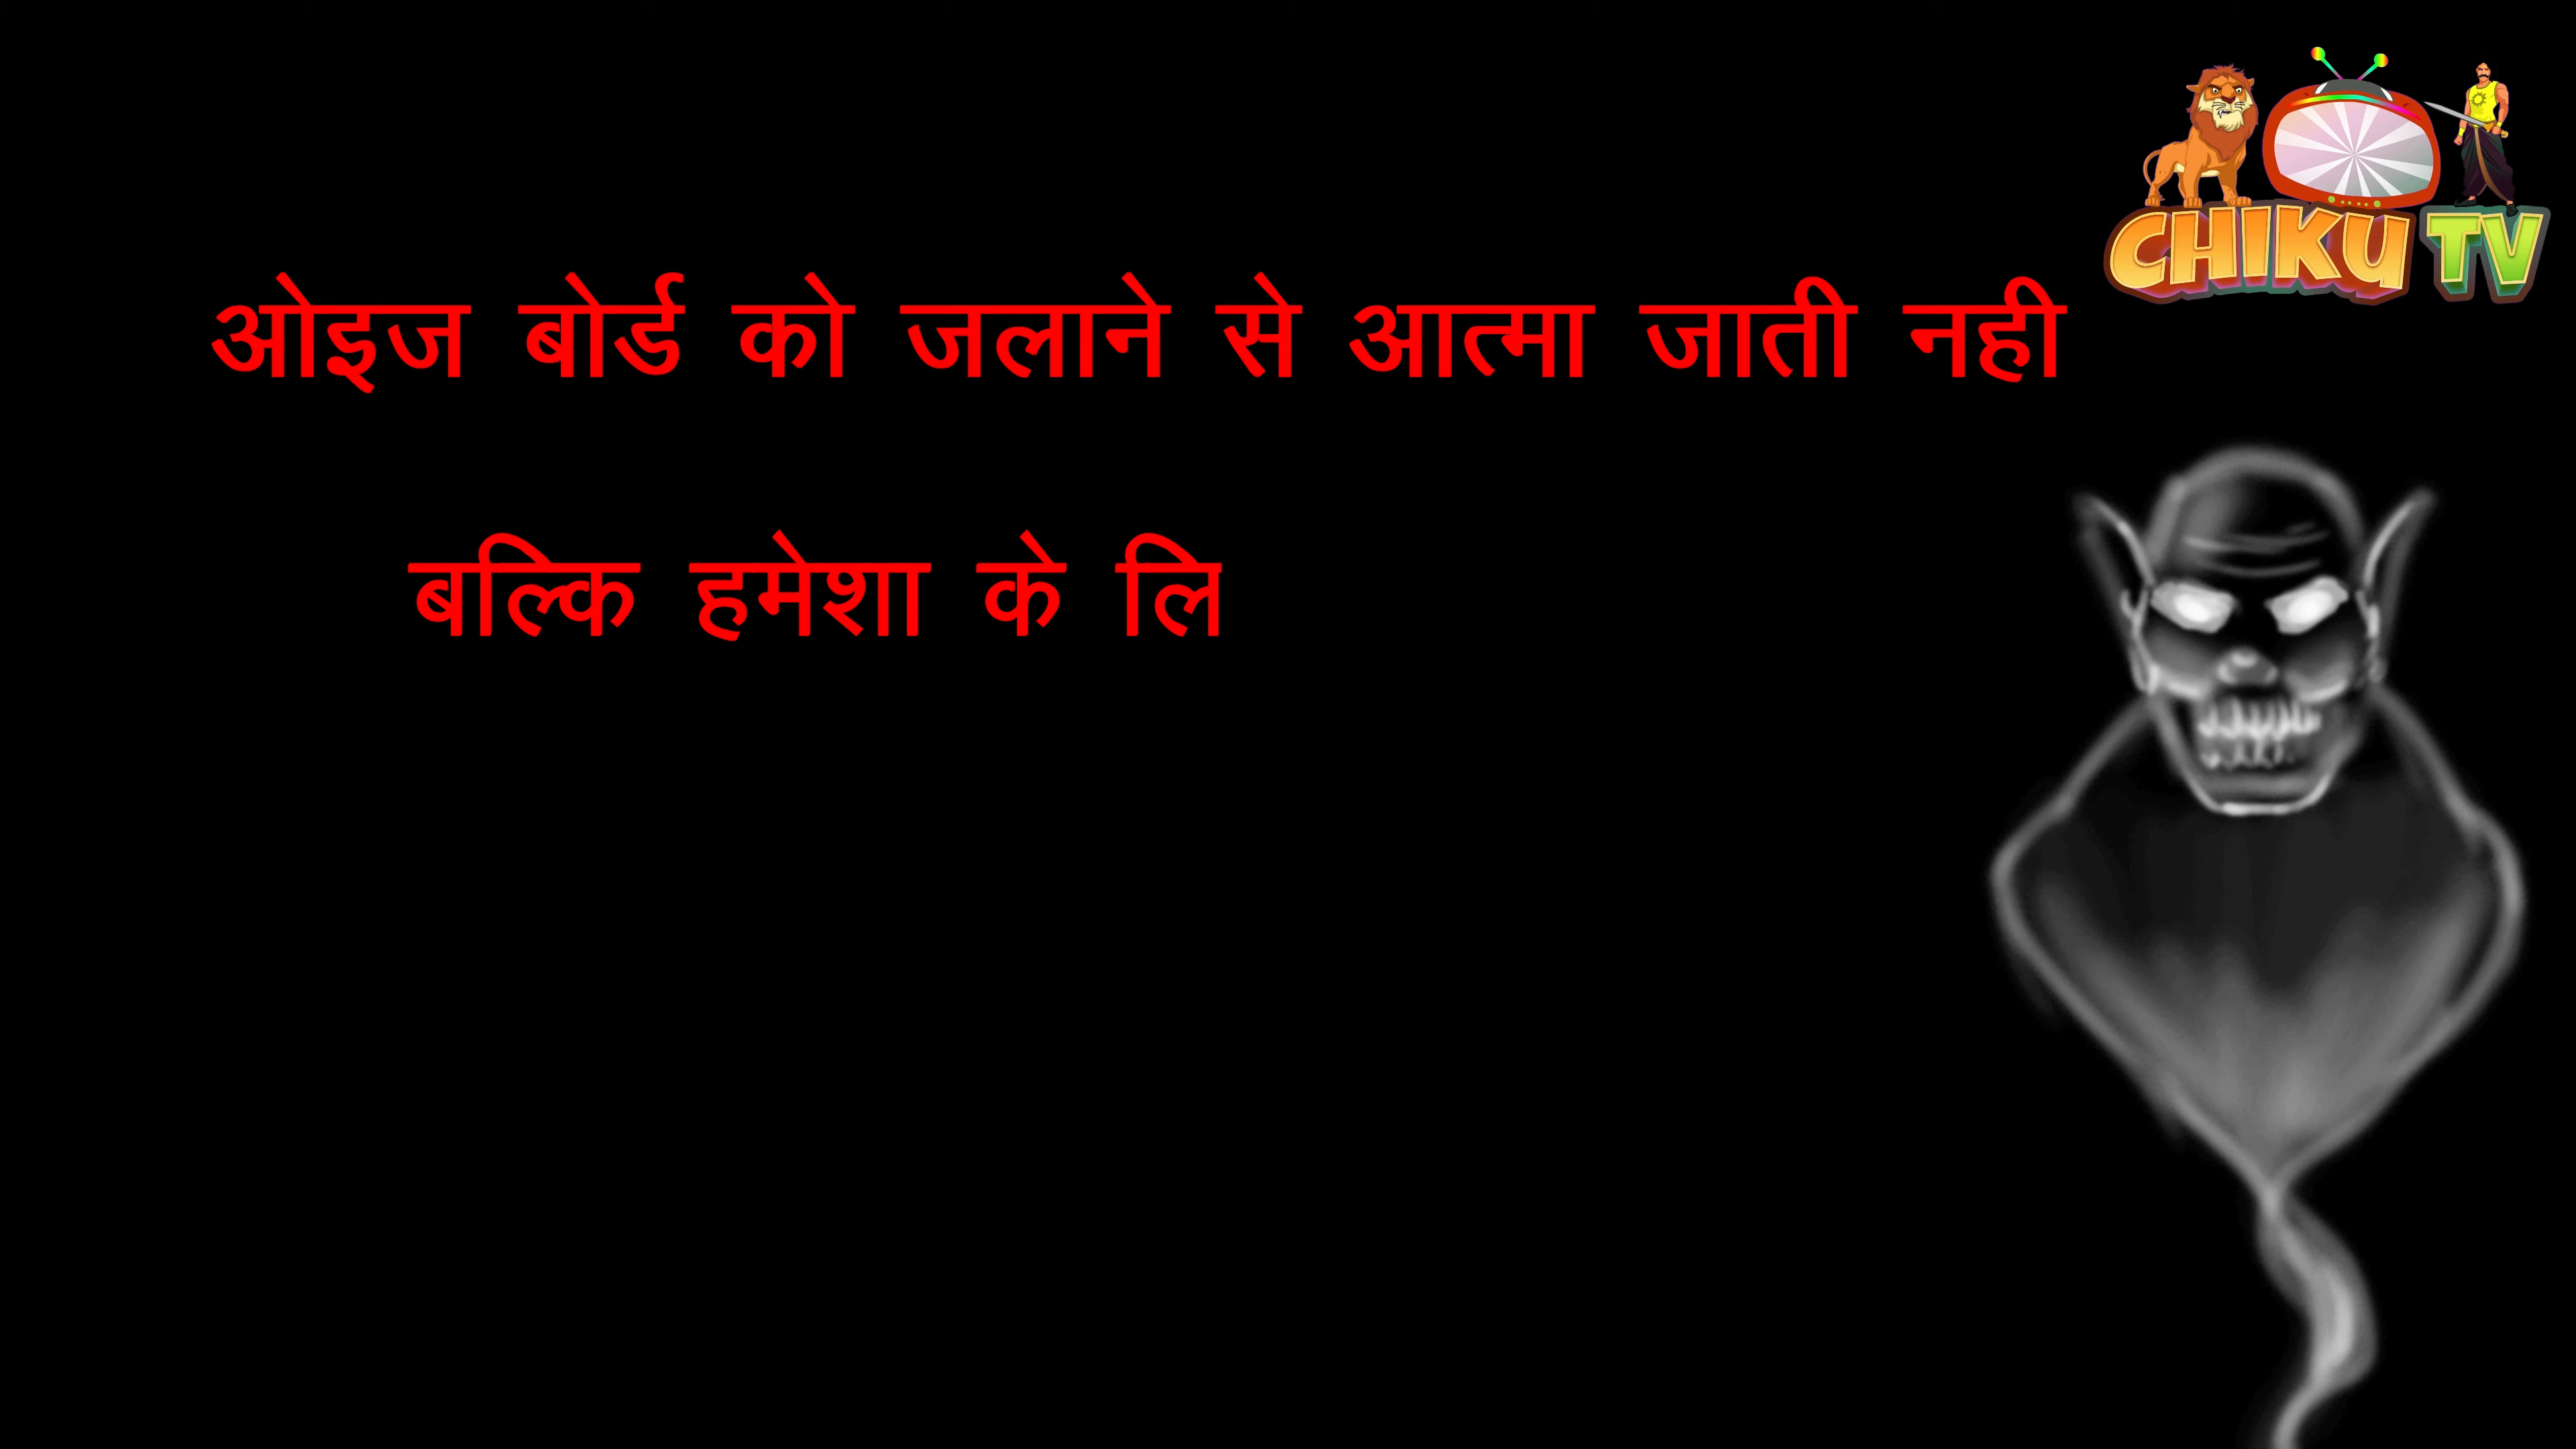 CHIKU TV
ओइज बोर्ड को जलाने से आत्मा जाती नही
बल्कि हमेशा के लि